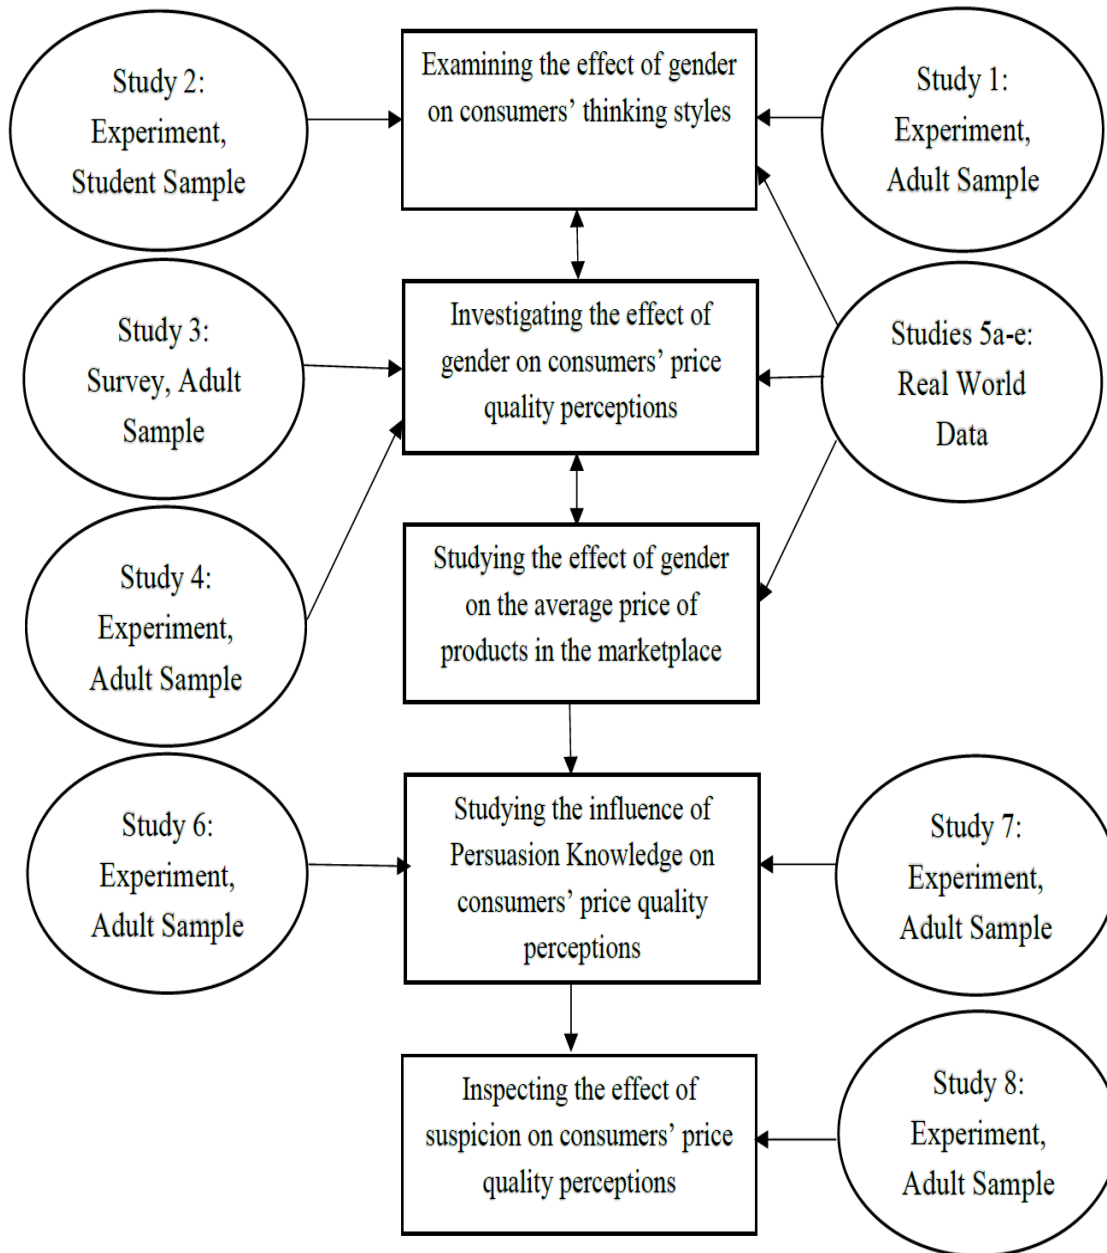 Study 2:
Experiment,
Student Sample
Examining the effect of gender
on consumers’ thinking styles
Study 1:
Experiment,
Adult Sample
Study 3:
Survey, Adult
Sample
Investigating the effect of
gender on consumers’ price
quality perceptions
Studies 5a-e:
Real World
Data
Study 4:
Experiment,
Adult Sample
Studying the effect of gender
on the average price of
products in the marketplace
Study 6:
Experiment,
Adult Sample
Studying the influence of
Persuasion Knowledge on
consumers’ price quality
perceptions
Study 7:
Experiment,
Adult Sample
Inspecting the effect of
suspicion on consumers’ price
quality perceptions
Study 8:
Experiment,
Adult Sample